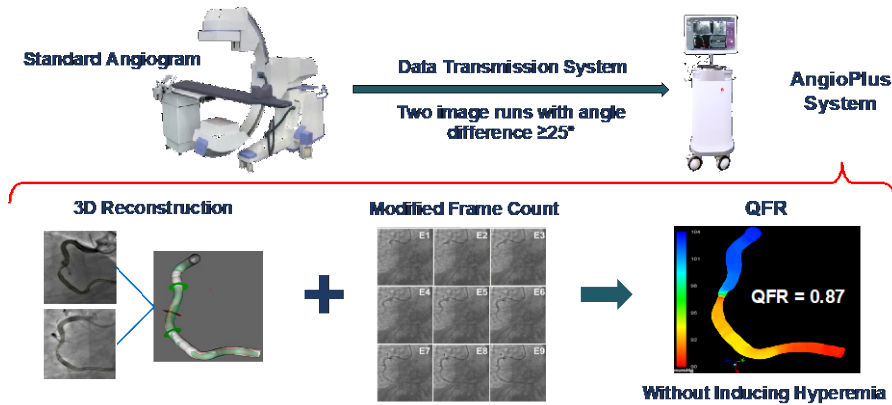 Standard Angiogram
Data Transmission System
Two image runs with angle
difference ≥25°
AngioPlus
System
3D Reconstruction
Modified Frame Count
QFR
E1
E2
E3
E4
E5
E6
E7
E8
E9
QFR = 0.87
Without Inducing Hyperemia